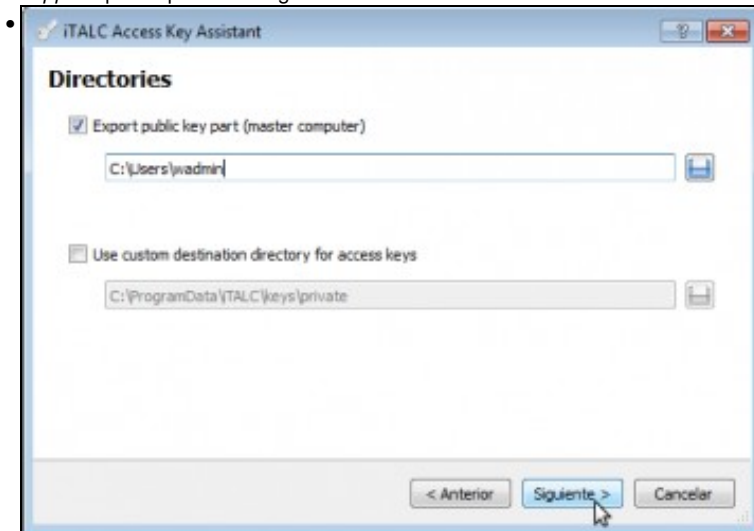 iTALC Access Key Assistant
Directories
Export public key part (master computer)
C:\Users\wadmin
Use custom destination directory for access keys
C:\ProgramData\iTALC\keys\private
< Anterior
Siguiente >
Cancelar